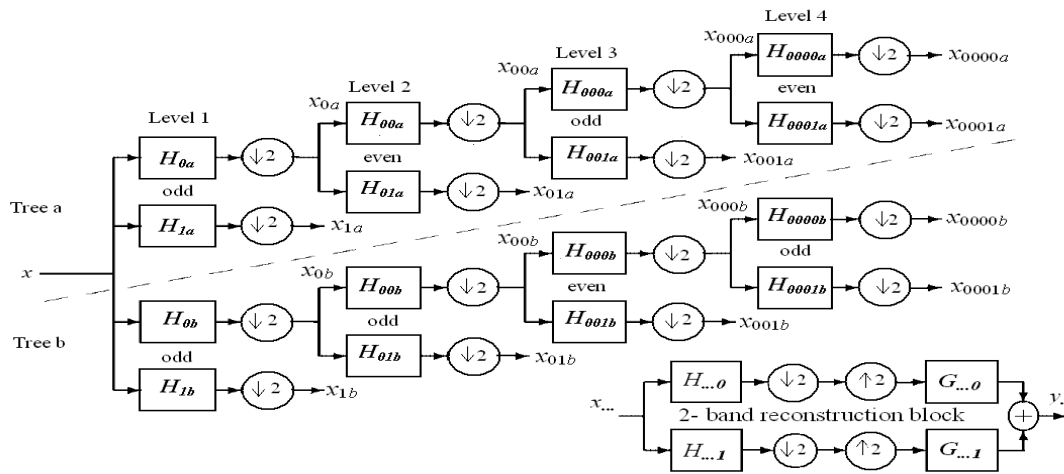 Level 4
x000a
H0000a
↓2
x0000a
Level 3
x00a
H000a
↓2
even
Level 2
x0a
H00a
↓2
odd
H0001a
↓2
x0001a
Level 1
H0a
↓2
even
H001a
↓2
x001a
odd
H01a
↓2
x01a
Tree a
H1a
↓2
x1a
x000b
H0000b
↓2
x0000b
x
x00b
H000b
↓2
odd
x0b
H00b
↓2
even
H0001b
↓2
x0001b
Tree b
H0b
↓2
odd
H001b
↓2
x001b
odd
H01b
↓2
x01b
H1b
↓2
x1b
H...0
↓2
↑2
G...0
x...
2- band reconstruction block
+
y.
H...1
↓2
↑2
G...1